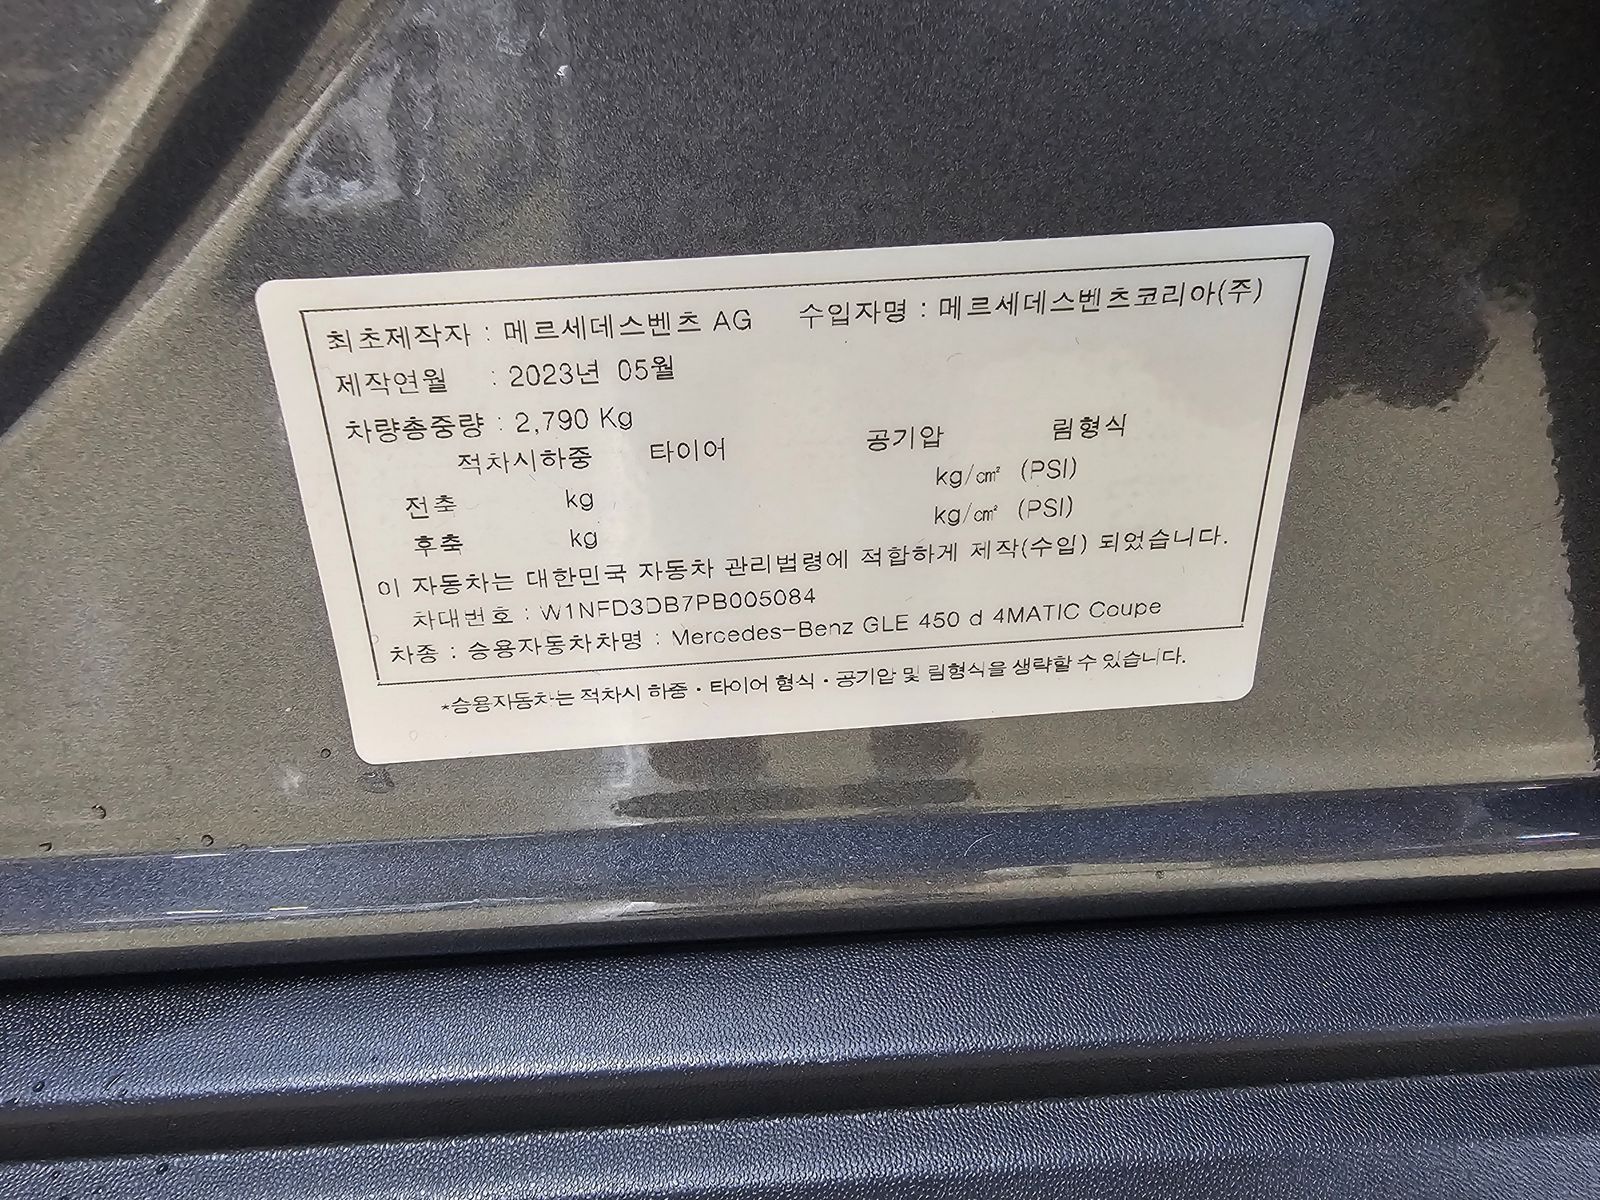 최초제작자 : 메르세데스벤츠 AG 수입자명 : 메르세데스벤츠코리아(주)
제작연월 : 2023년 05월
차량총중량 : 2,790 Kg
적차시하중 타이어 공기압 림형식
전축 kg kg/㎠ (PSI)
후축 kg kg/㎠ (PSI)
이 자동차는 대한민국 자동차 관리법령에 적합하게 제작(수입) 되었습니다.
차대번호 : W1NFD3DB7PB005084
차종 : 승용자동차차명 : Mercedes-Benz GLE 450 d 4MATIC Coupe
*승용자동차는 적차시 하중・타이어 형식・공기압 및 림형식을 생략할 수 있습니다.